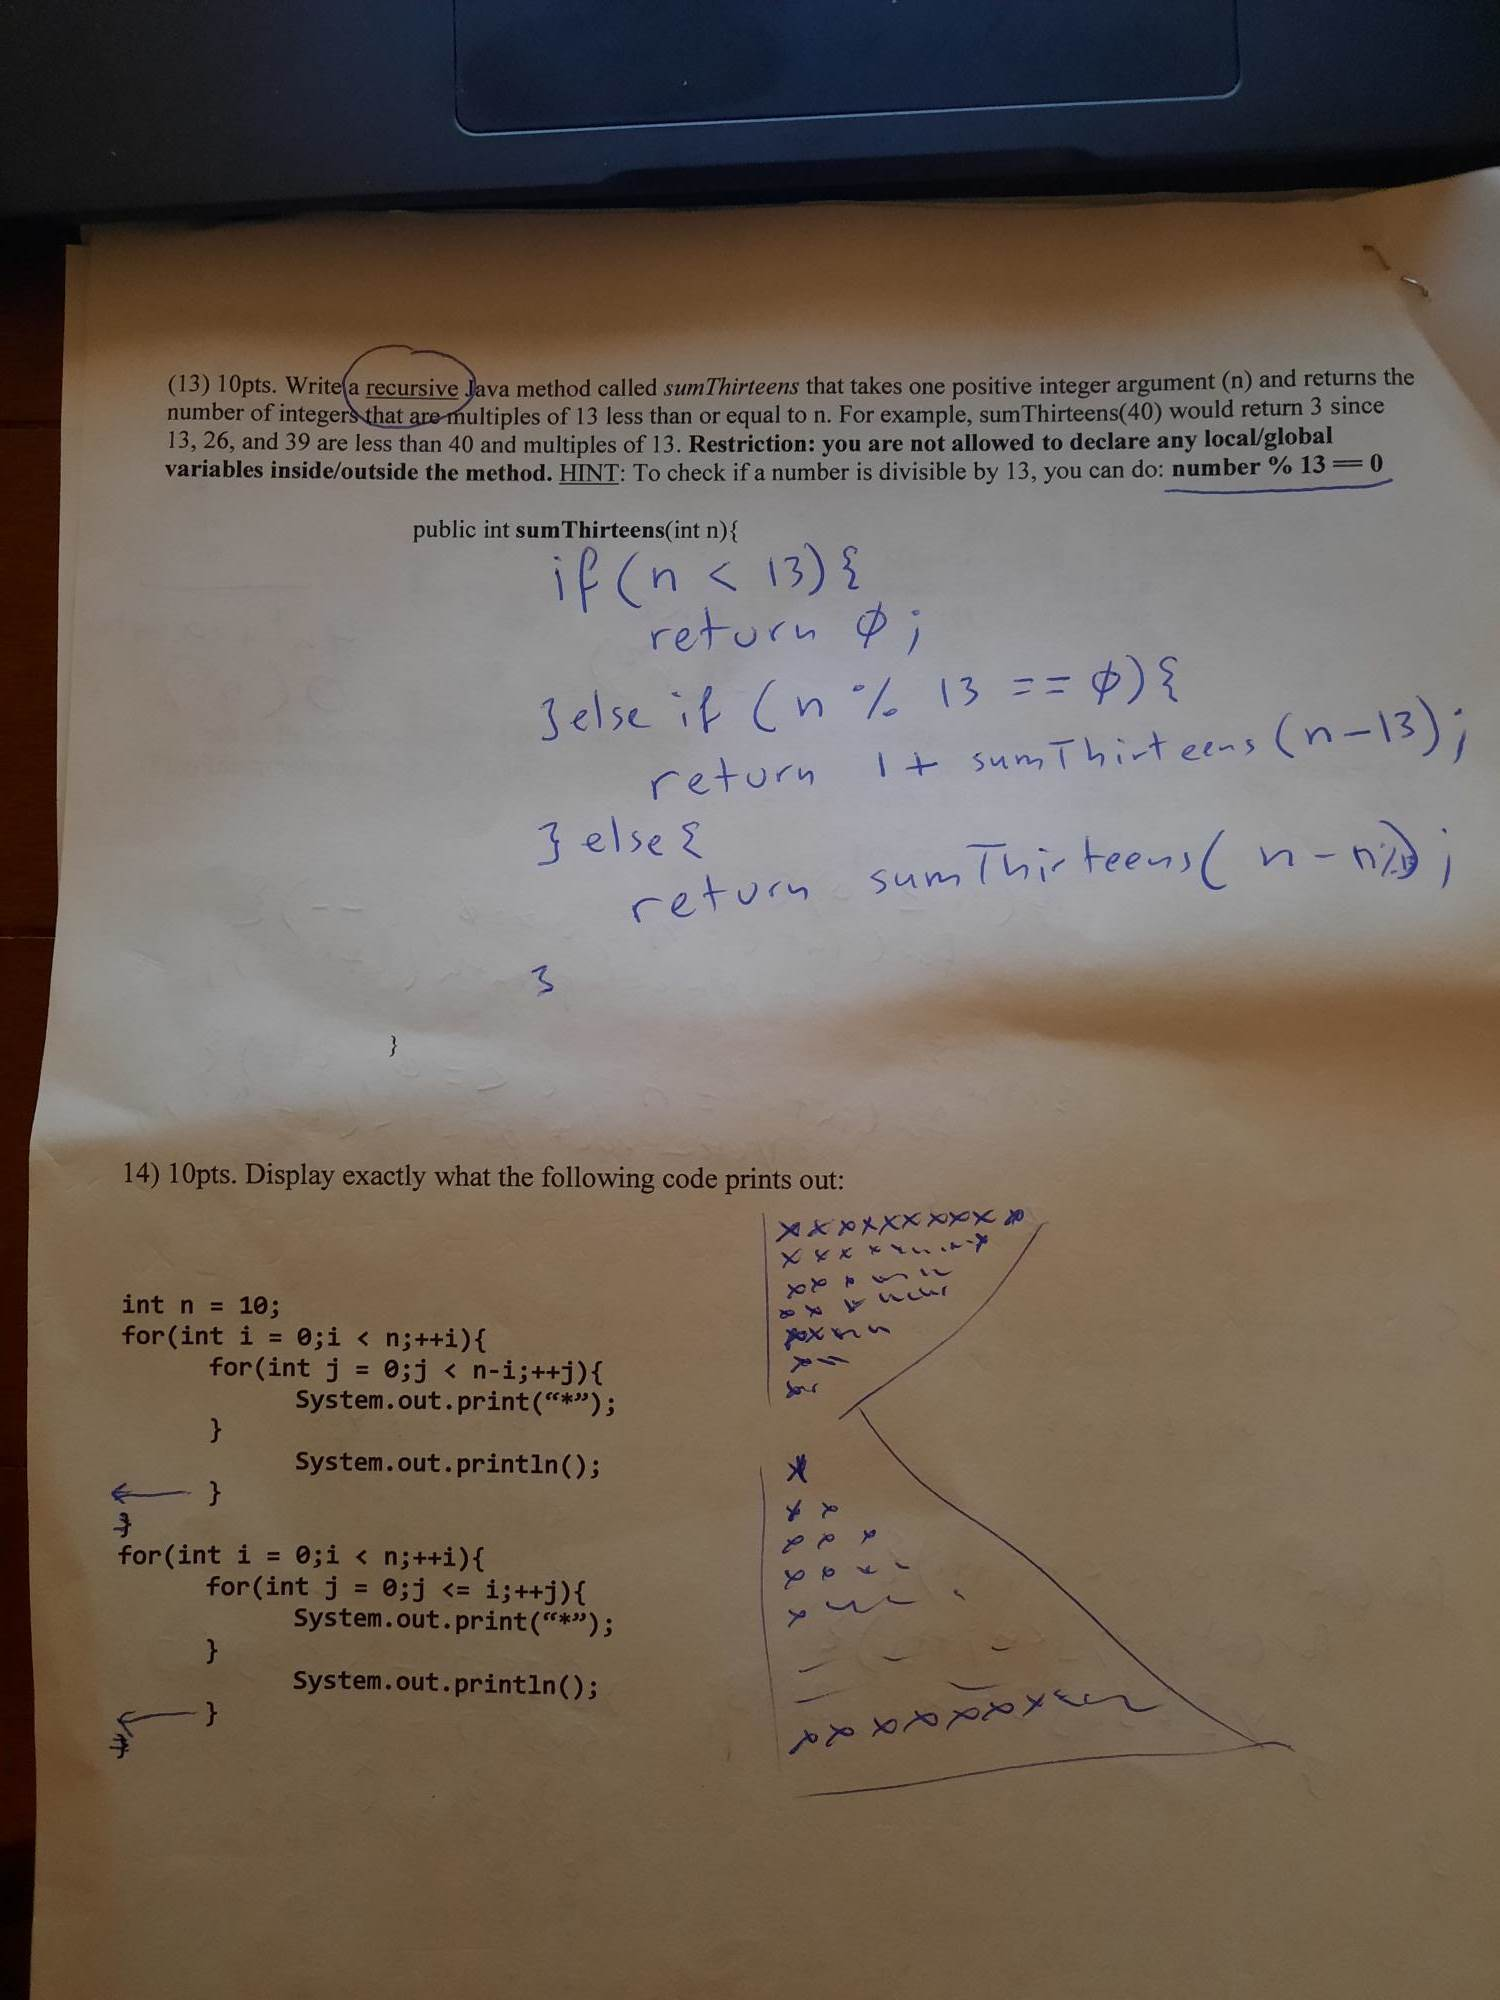 (13) 10pts. Write a recursive Java method called sumThirteens that takes one positive integer argument (n) and returns the
number of integers that are multiples of 13 less than or equal to n. For example, sumThirteens(40) would return 3 since
13, 26, and 39 are less than 40 and multiples of 13. Restriction: you are not allowed to declare any local/global
variables inside/outside the method. HINT: To check if a number is divisible by 13, you can do: number % 13 == 0
public int sumThirteens(int n){
if (n < 13) {
return 0;
} else if (n % 13 == 0) {
return 1 + sumThirteens (n-13);
} else {
return sumThirteens( n - n%
}
}
14) 10pts. Display exactly what the following code prints out:
int n = 10;
for(int i = 0;i < n;++i){
for(int j = 0;j < n-i;++j){
System.out.print(“*”);
}
System.out.println();
}
}
for(int i = 0;i < n;++i){
for(int j = 0;j <= i;++j){
System.out.print(“*”);
}
System.out.println();
}